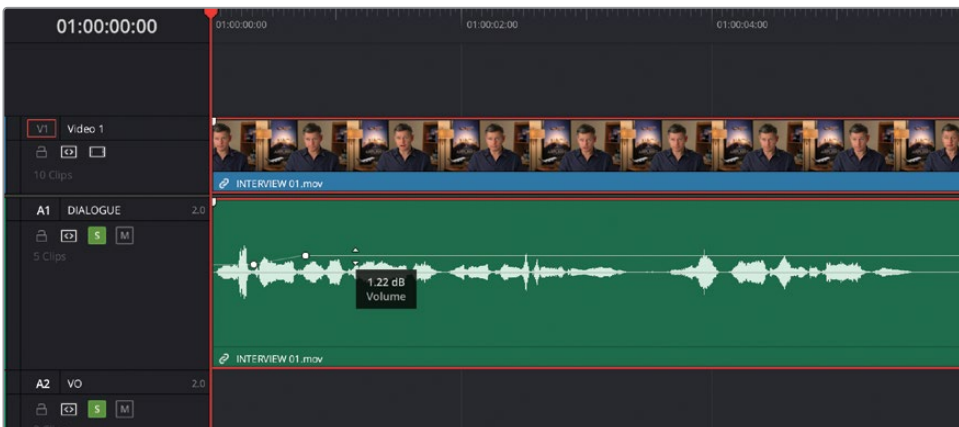 01:00:00:00
01:00:00:00 01:00:02:00 01:00:04:00
V1 Video 1
10 Clips
INTERVIEW 01.mov
A1 DIALOGUE 2.0
S M
5 Clips
1.22 dB
Volume
INTERVIEW 01.mov
A2 VO 2.0
S M